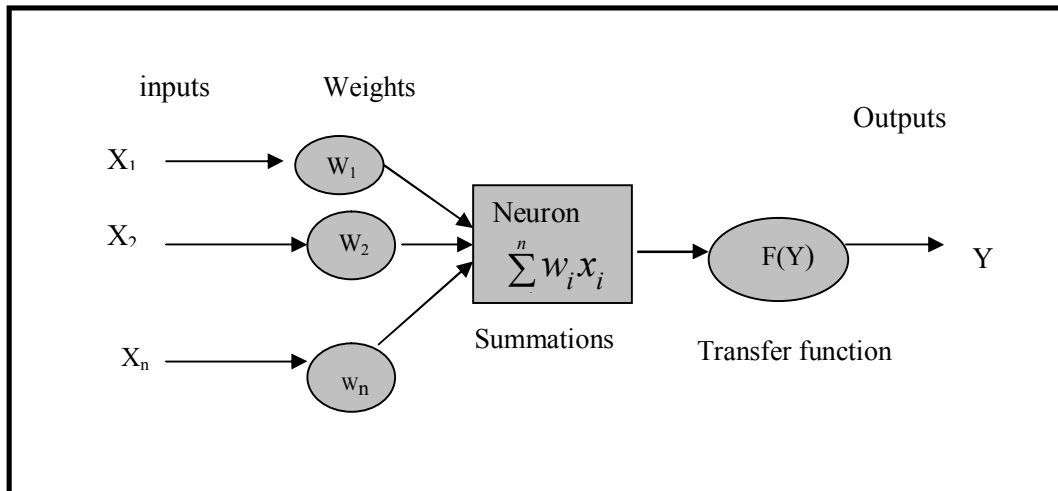 inputs
Weights
Outputs
X₁
W₁
X₂
W₂
Xₙ
wₙ
Neuron
∑ⁿ wᵢxᵢ
Summations
F(Y)
Transfer function
Y